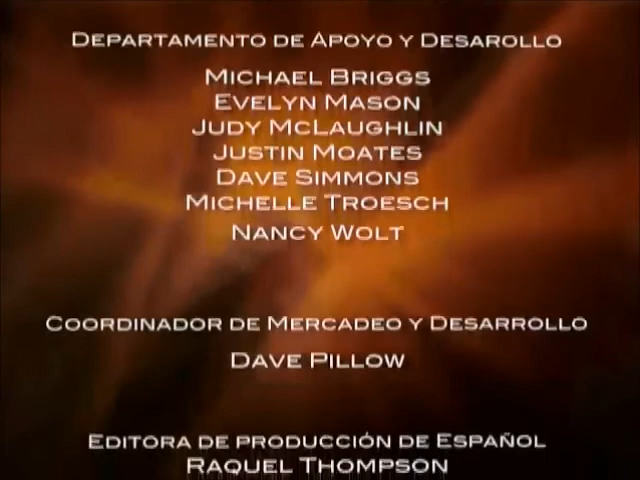 Departamento de Apoyo y Desarollo
Michael Briggs
Evelyn Mason
Judy McLaughlin
Justin Moates
Dave Simmons
Michelle Troesch
Nancy Wolt
Coordinador de Mercadeo y Desarrollo
Dave Pillow
Editora de producción de Español
Raquel Thompson